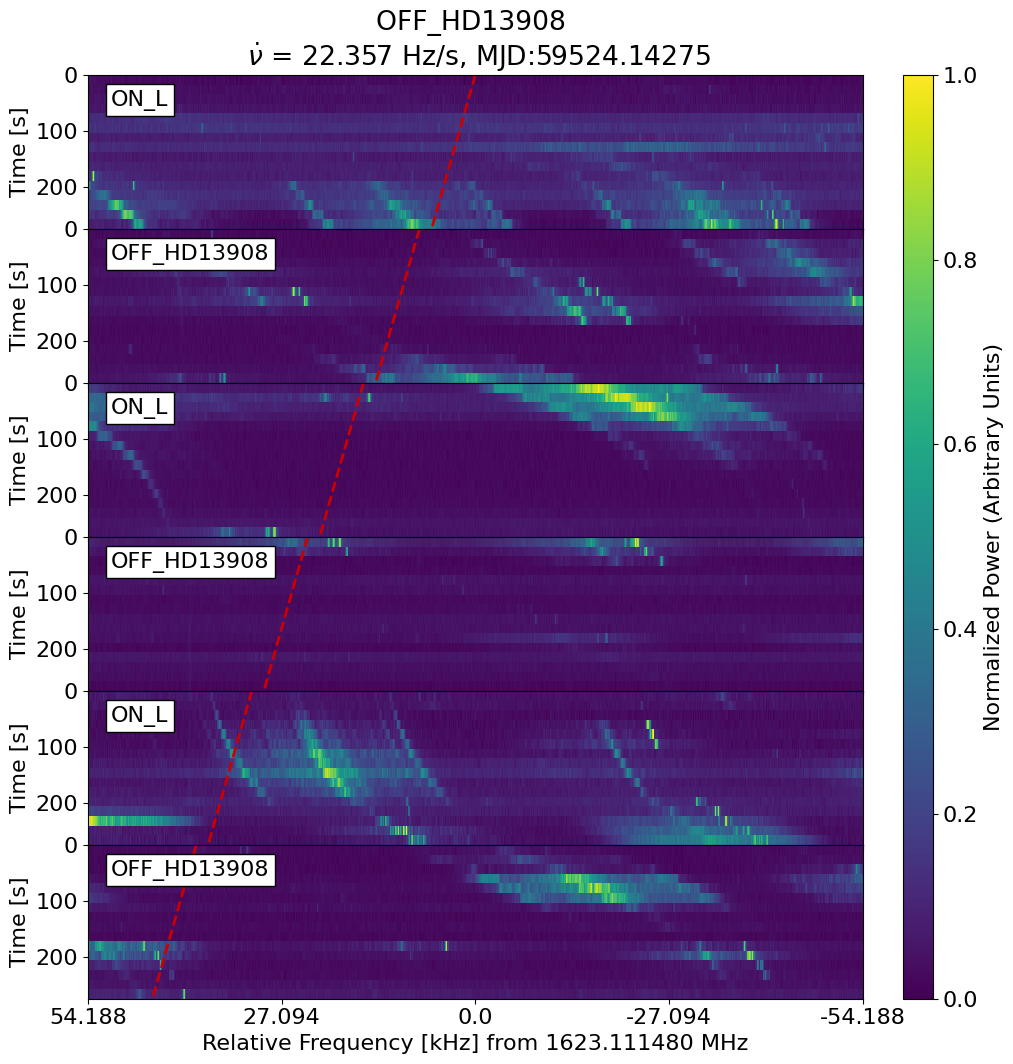 OFF_HD13908
ν̇ = 22.357 Hz/s, MJD:59524.14275
0
ON_L
100
Time [s]
200
0
OFF_HD13908
100
Time [s]
200
0
ON_L
100
Time [s]
200
0
OFF_HD13908
100
Time [s]
200
0
ON_L
100
Time [s]
200
0
OFF_HD13908
100
Time [s]
200
54.188 27.094 0.0 -27.094 -54.188
Relative Frequency [kHz] from 1623.111480 MHz
1.0
0.8
0.6
0.4
0.2
0.0
Normalized Power (Arbitrary Units)